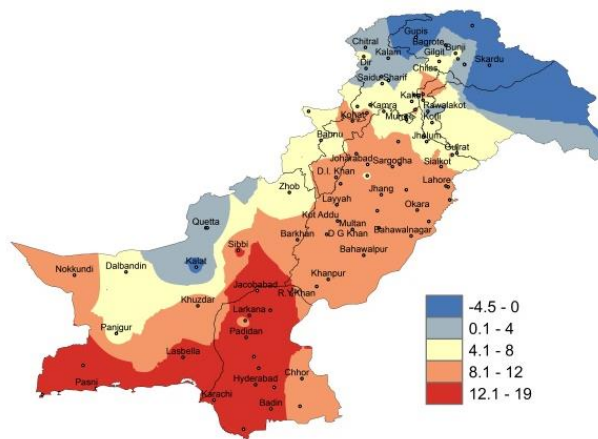 Gupis
Chitral
Bagrote
Kalam
Gilgit
Bunji
Dir
Chilas
Skardu
Saidu Sharif
Kakul
Kamra
Rawalakot
Kohat
Kotli
Bannu
Jhelum
Gujrat
Joharabad
Sargodha
Sialkot
D.I. Khan
Zhob
Jhang
Lahore
Layyah
Okara
Kot Addu
Quetta
Multan
Barkhan
D G Khan
Bahawalnagar
Sibbi
Bahawalpur
Kalat
Nokkundi
Dalbandin
Khanpur
Jacobabad
R.Y.Khan
Khuzdar
Larkana
Panjgur
Padidan
Lasbella
Pasni
Hyderabad
Chhor
Karachi
Badin
-4.5 - 0
0.1 - 4
4.1 - 8
8.1 - 12
12.1 - 19